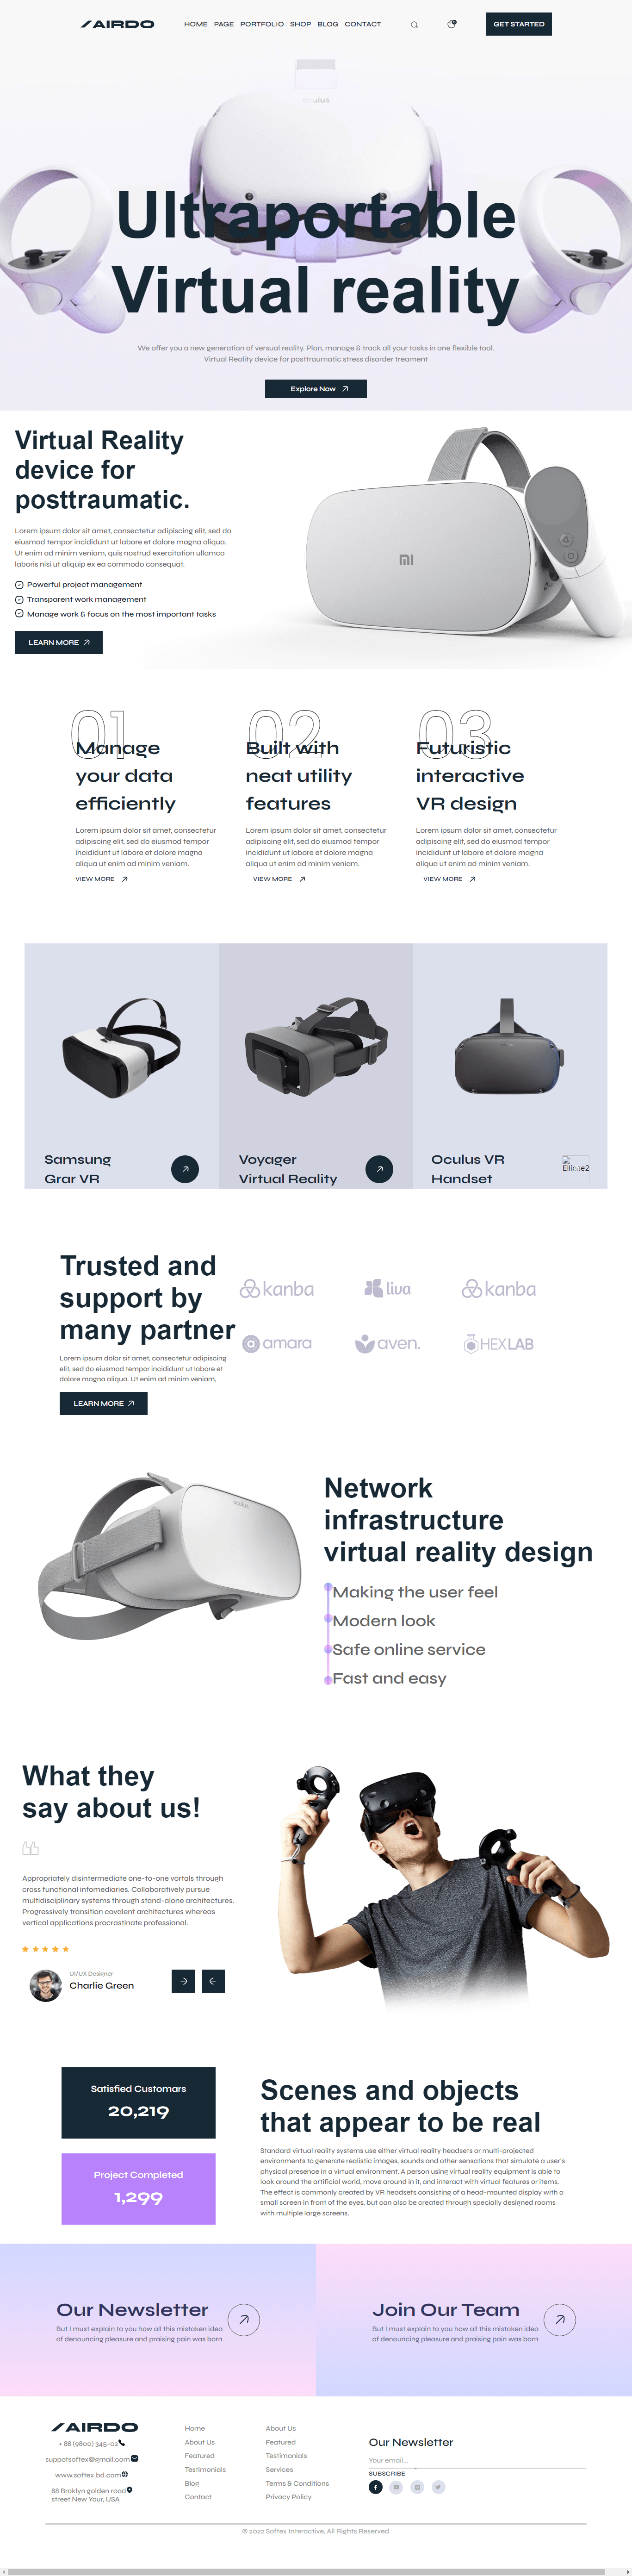 AIRDO
HOME PAGE PORTFOLIO SHOP BLOG CONTACT
GET STARTED
Ultraportable
Virtual reality
We offer you a new generation of versual reality. Plan, manage & track all your tasks in one flexible tool.
Virtual Reality device for posttraumatic stress disorder treament
Explore Now
Virtual Reality
device for
posttraumatic.
Lorem ipsum dolor sit amet, consectetur adipiscing elit, sed do
eiusmod tempor incididunt ut labore et dolore magna aliqua.
Ut enim ad minim veniam, quis nostrud exercitation ullamco
laboris nisi ut aliquip ex ea commodo consequat.
Powerful project management
Transparent work management
Manage work & focus on the most important tasks
LEARN MORE
01
Manage
your data
efficiently
Lorem ipsum dolor sit amet, consectetur
adipiscing elit, sed do eiusmod tempor
incididunt ut labore et dolore magna
aliqua ut enim ad minim veniam.
VIEW MORE
02
Built with
neat utility
features
Lorem ipsum dolor sit amet, consectetur
adipiscing elit, sed do eiusmod tempor
incididunt ut labore et dolore magna
aliqua ut enim ad minim veniam.
VIEW MORE
03
Futuristic
interactive
VR design
Lorem ipsum dolor sit amet, consectetur
adipiscing elit, sed do eiusmod tempor
incididunt ut labore et dolore magna
aliqua ut enim ad minim veniam.
VIEW MORE
Samsung
Grar VR
Voyager
Virtual Reality
Oculus VR
Handset
Ellipse2
Trusted and
support by
many partner
Lorem ipsum dolor sit amet, consectetur adipiscing
elit, sed do eiusmod tempor incididunt ut labore et
dolore magna aliqua. Ut enim ad minim veniam,
LEARN MORE
kanba liva kanba
amara aven. HEXLAB
oculus
Network
infrastructure
virtual reality design
Making the user feel
Modern look
Safe online service
Fast and easy
What they
say about us!
Appropriately disintermediate one-to-one vortals through
cross functional infomediaries. Collaboratively pursue
multidisciplinary systems through stand-alone architectures.
Progressively transition covalent architectures whereas
vertical applications procrastinate professional.
UI/UX Designer
Charlie Green
Satisfied Customars
20,219
Project Completed
1,299
Scenes and objects
that appear to be real
Standard virtual reality systems use either virtual reality headsets or multi-projected
environments to generate realistic images, sounds and other sensations that simulate a user's
physical presence in a virtual environment. A person using virtual reality equipment is able to
look around the artificial world, move around in it, and interact with virtual features or items.
The effect is commonly created by VR headsets consisting of a head-mounted display with a
small screen in front of the eyes, but can also be created through specially designed rooms
with multiple large screens.
Our Newsletter
But I must explain to you how all this mistaken idea
of denouncing pleasure and praising pain was born
Join Our Team
But I must explain to you how all this mistaken idea
of denouncing pleasure and praising pain was born
AIRDO
+ 88 (9800) 345-02
suppotsoftex@gmail.com
www.softex.bd.com
88 Broklyn golden road
street New Your, USA
Home
About Us
Featured
Testimonials
Blog
Contact
About Us
Featured
Testimonials
Services
Terms & Conditions
Privacy Policy
Our Newsletter
Your email...
SUBSCRIBE
© 2022 Softex Interactive, All Rights Reserved